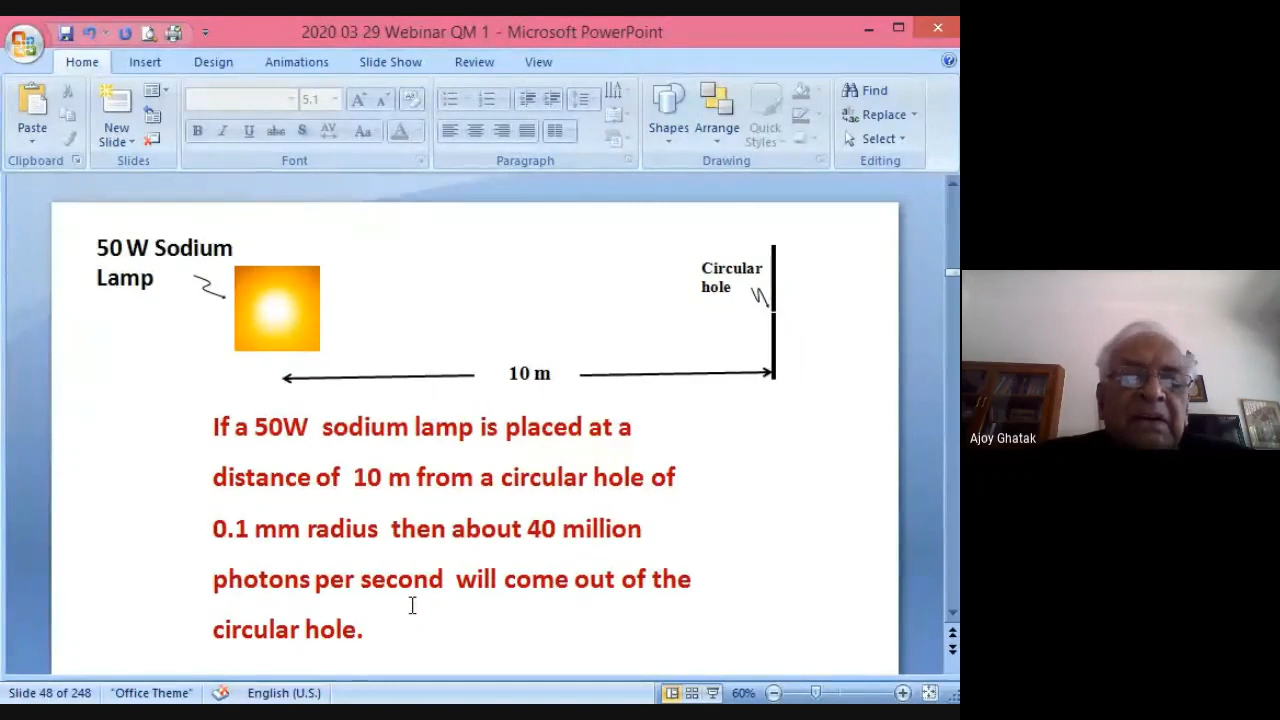 2020 03 29 Webinar QM 1 - Microsoft PowerPoint
Home Insert Design Animations Slide Show Review View
5.1
Paste
New
Slide
Shapes Arrange Quick
Styles
Find
Replace
Select
Clipboard Slides Font Paragraph Drawing Editing
50 W Sodium
Lamp
Circular
hole
10 m
If a 50W sodium lamp is placed at a
distance of 10 m from a circular hole of
0.1 mm radius then about 40 million
photons per second will come out of the
circular hole.
Ajoy Ghatak
Slide 48 of 248 "Office Theme" English (U.S.) 60%